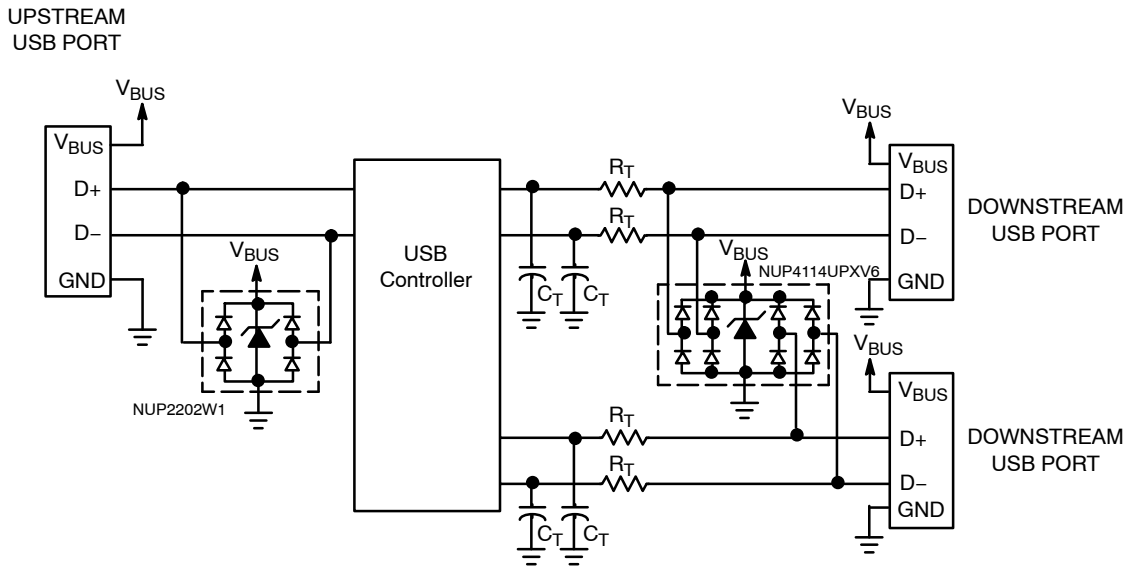 UPSTREAM
USB PORT
VBUS
VBUS
D+
D−
GND
VBUS
NUP2202W1
USB
Controller
RT
RT
CT
CT
VBUS
NUP4114UPXV6
VBUS
VBUS
D+
D−
GND
DOWNSTREAM
USB PORT
RT
RT
CT
CT
VBUS
VBUS
D+
D−
GND
DOWNSTREAM
USB PORT